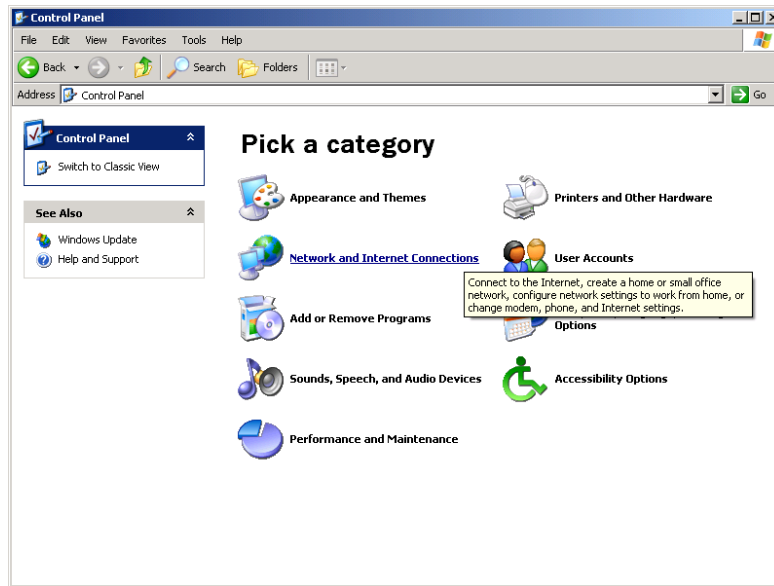 Control Panel
File Edit View Favorites Tools Help
Back Search Folders
Address Control Panel Go
Control Panel
Switch to Classic View
See Also
Windows Update
Help and Support
Pick a category
Appearance and Themes
Printers and Other Hardware
Network and Internet Connections
User Accounts
Connect to the Internet, create a home or small office
network, configure network settings to work from home, or
change modem, phone, and Internet settings.
Add or Remove Programs
Options
Sounds, Speech, and Audio Devices
Accessibility Options
Performance and Maintenance